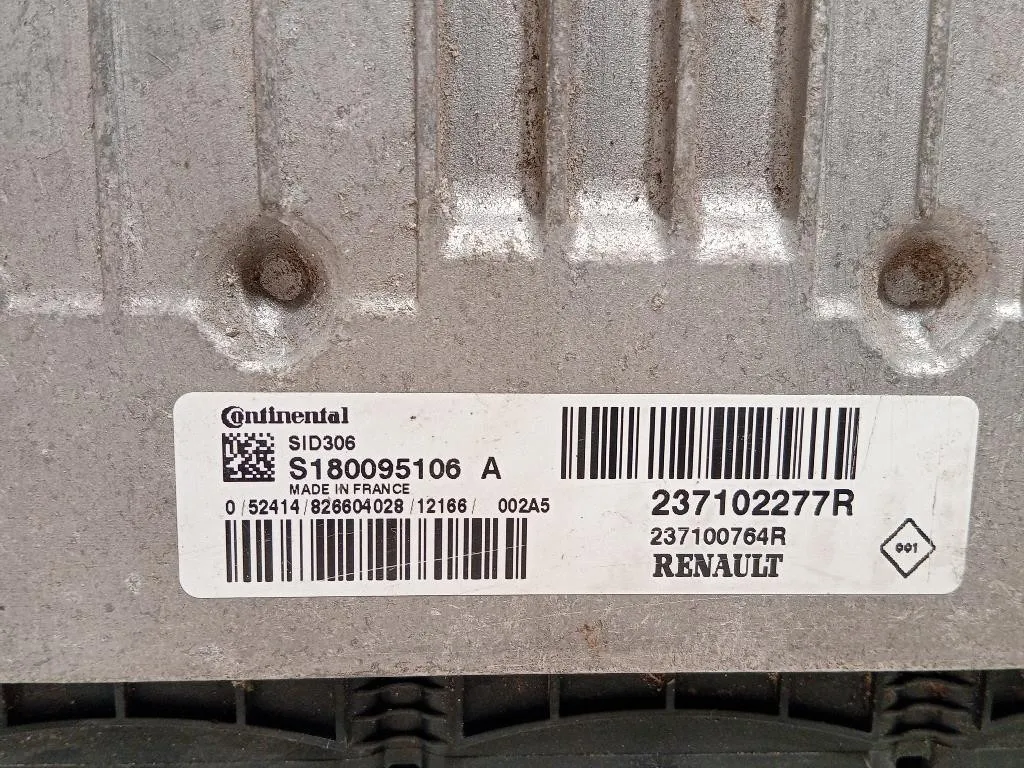 Continental
SID306
S180095106 A
MADE IN FRANCE
0/52414/826604028/12166/ 002A5
237102277R
237100764R
RENAULT
001